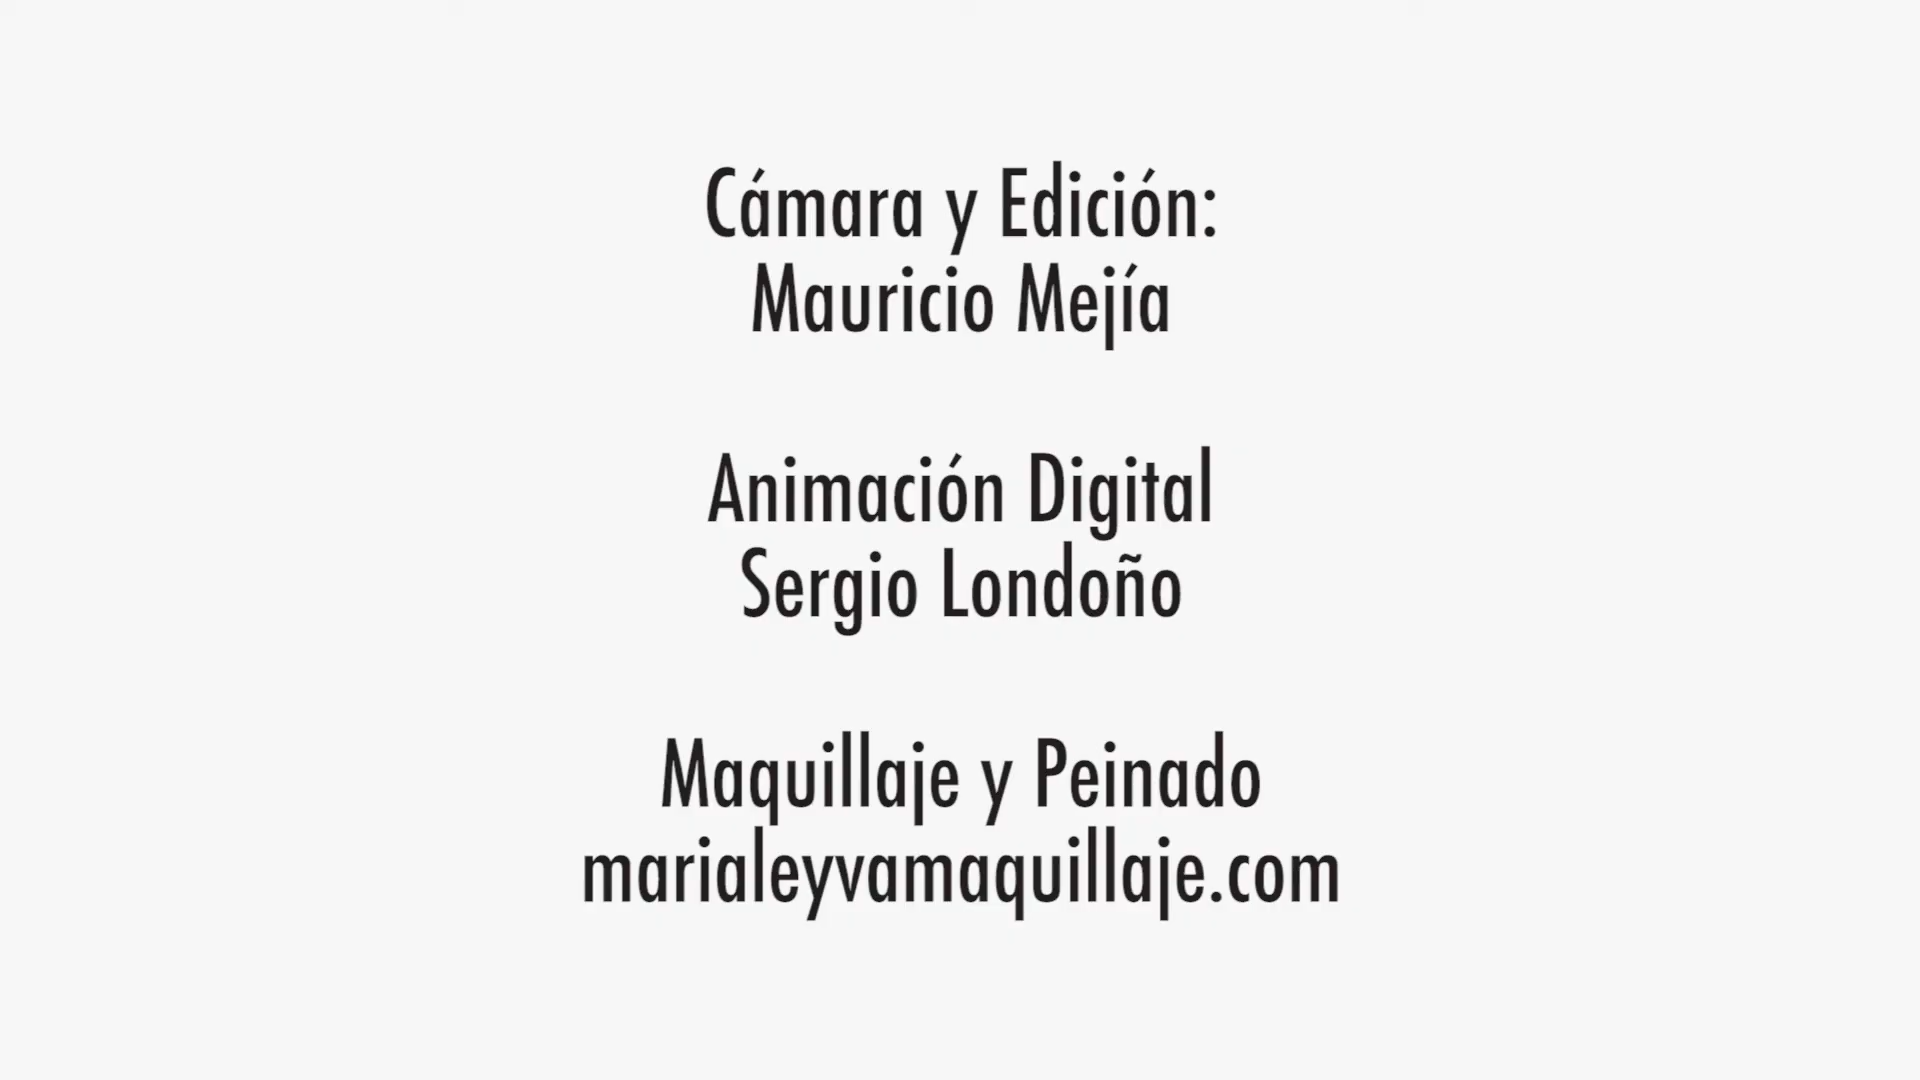 Cámara y Edición:
Mauricio Mejía
Animación Digital
Sergio Londoño
Maquillaje y Peinado
marialeyvamaquillaje.com